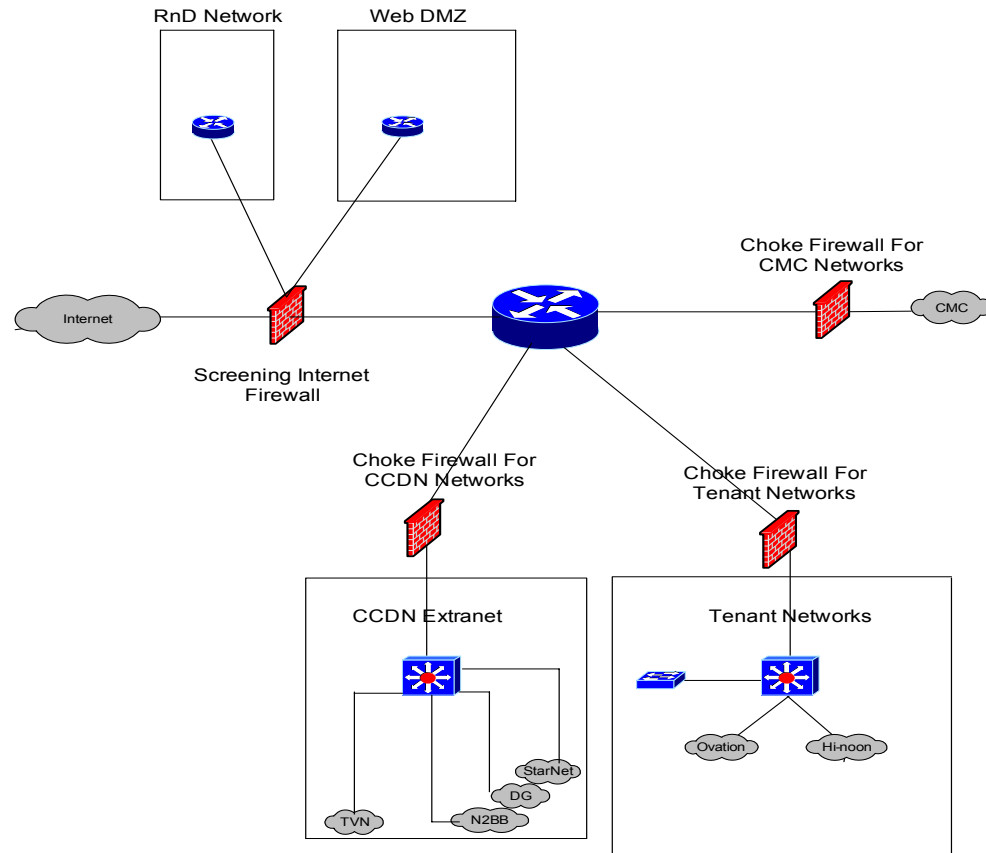 RnD Network
Web DMZ
Choke Firewall For
CMC Networks
Internet
CMC
Screening Internet
Firewall
Choke Firewall For
CCDN Networks
Choke Firewall For
Tenant Networks
CCDN Extranet
Tenant Networks
Ovation
Hi-noon
StarNet
DG
TVN
N2BB